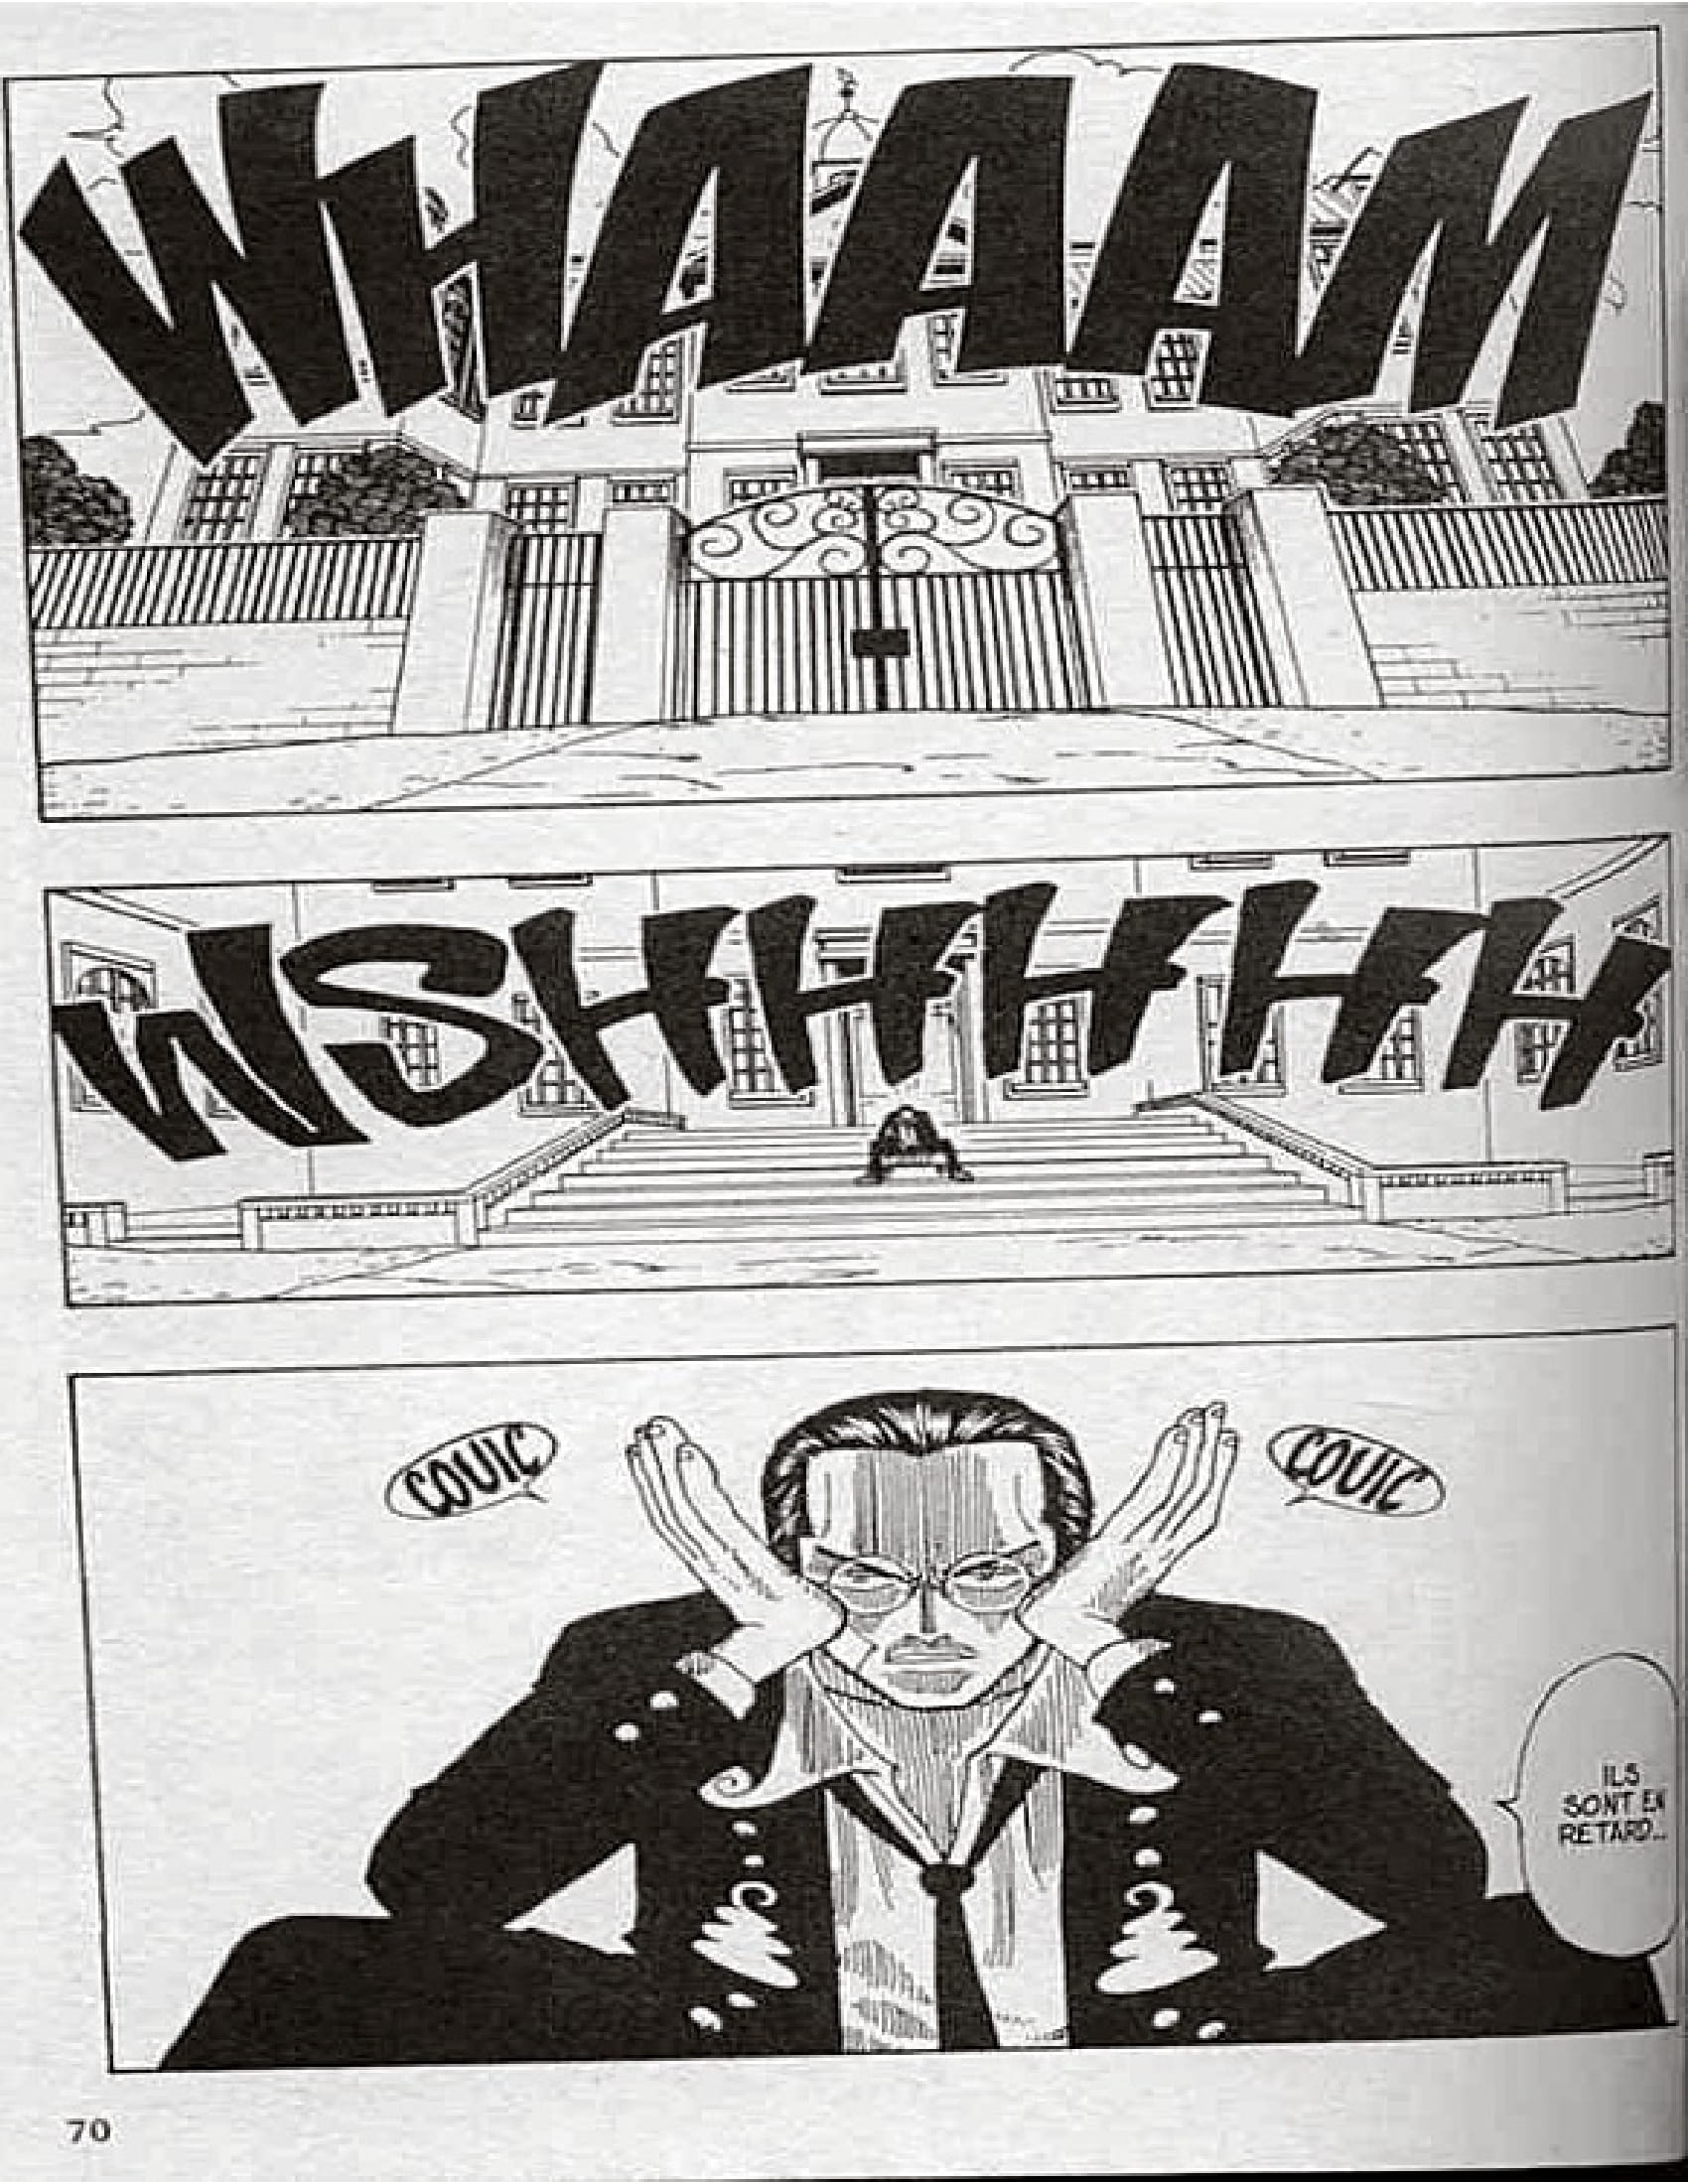 WHAAAM
WSHHHHH
COUIC
COUIC
ILS
SONT EN
RETARD...
70